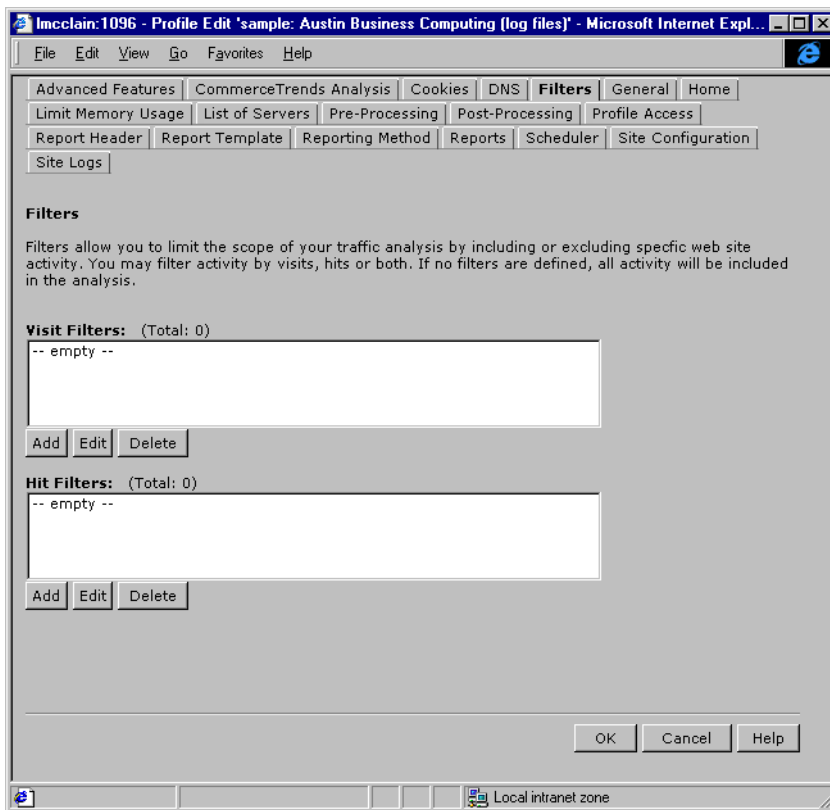 lmcclain:1096 - Profile Edit 'sample: Austin Business Computing (log files)' - Microsoft Internet Expl...
File Edit View Go Favorites Help
Advanced Features CommerceTrends Analysis Cookies DNS Filters General Home
Limit Memory Usage List of Servers Pre-Processing Post-Processing Profile Access
Report Header Report Template Reporting Method Reports Scheduler Site Configuration
Site Logs
Filters
Filters allow you to limit the scope of your traffic analysis by including or excluding specfic web site
activity. You may filter activity by visits, hits or both. If no filters are defined, all activity will be included
in the analysis.
Visit Filters: (Total: 0)
-- empty --
Add Edit Delete
Hit Filters: (Total: 0)
-- empty --
Add Edit Delete
OK Cancel Help
Local intranet zone